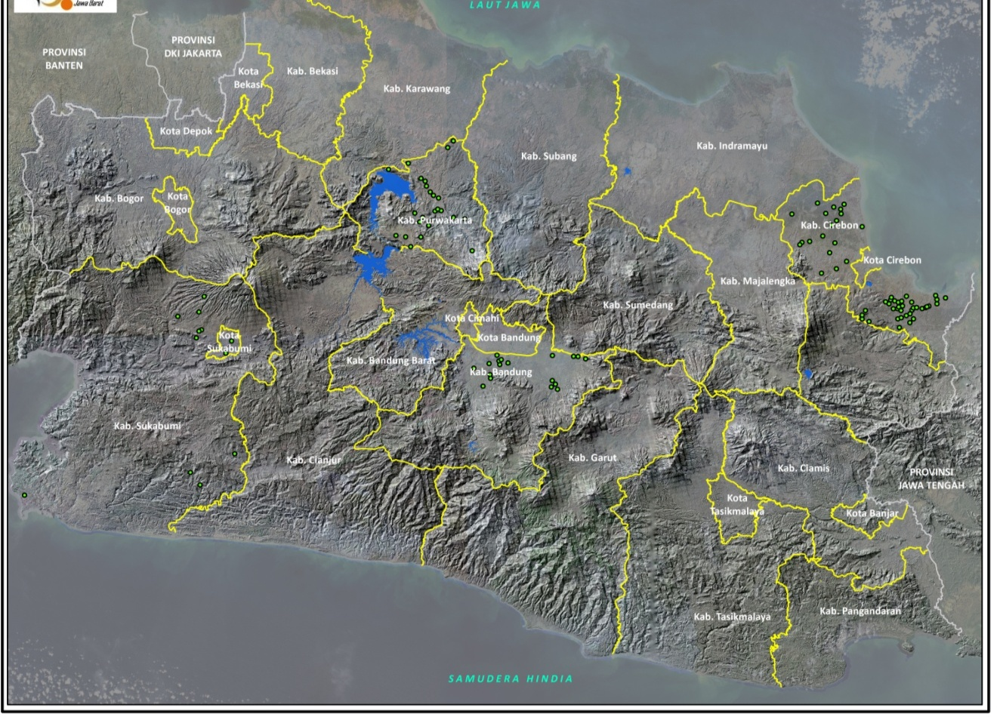 Jawa Barat
LAUT JAWA
PROVINSI
BANTEN
PROVINSI
DKI JAKARTA
Kota
Bekasi
Kab. Bekasi
Kab. Karawang
Kota Depok
Kab. Subang
Kab. Indramayu
Kab. Bogor
Kota
Bogor
Kab. Purwakarta
Kab. Cirebon
Kota Cirebon
Kab. Majalengka
Kab. Sumedang
Kota Cimahi
Kota Bandung
Kota
Sukabumi
Kab. Bandung Barat
Kab. Bandung
Kab. Sukabumi
Kab. Cianjur
Kab. Garut
Kab. Ciamis
PROVINSI
JAWA TENGAH
Kota
Tasikmalaya
Kota Banjar
Kab. Tasikmalaya
Kab. Pangandaran
SAMUDERA HINDIA